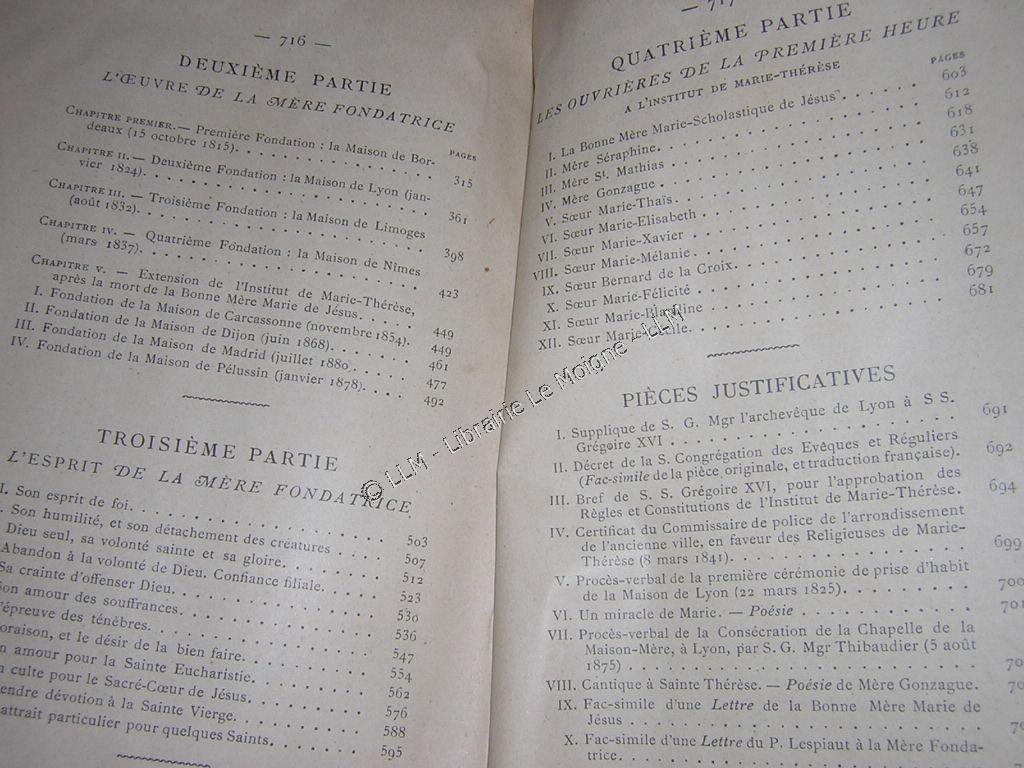 — 716 —
DEUXIÈME PARTIE
L'ŒUVRE DE LA MÈRE FONDATRICE
PAGES
CHAPITRE PREMIER. — Première Fondation : la Maison de Bor-
deaux (15 octobre 1815). 315
CHAPITRE II. — Deuxième Fondation : la Maison de Lyon (jan-
vier 1824). 361
CHAPITRE III. — Troisième Fondation : la Maison de Limoges
(août 1832). 398
CHAPITRE IV. — Quatrième Fondation : la Maison de Nîmes
(mars 1837). 423
CHAPITRE V. — Extension de l'Institut de Marie-Thérèse,
après la mort de la Bonne Mère Marie de Jésus. 449
I. Fondation de la Maison de Carcassonne (novembre 1854). 449
II. Fondation de la Maison de Dijon (juin 1868). 461
III. Fondation de la Maison de Madrid (juillet 1880). 477
IV. Fondation de la Maison de Pélussin (janvier 1878). 492
TROISIÈME PARTIE
L'ESPRIT DE LA MÈRE FONDATRICE
I. Son esprit de foi. 503
. Son humilité, et son détachement des créatures 507
Dieu seul, sa volonté sainte et sa gloire. 512
Abandon à la volonté de Dieu. Confiance filiale. 523
Sa crainte d'offenser Dieu. 530
on amour des souffrances. 536
'épreuve des ténèbres. 547
oraison, et le désir de la bien faire. 554
n amour pour la Sainte Eucharistie. 562
n culte pour le Sacré-Cœur de Jésus. 576
endre dévotion à la Sainte Vierge. 588
attrait particulier pour quelques Saints. 595
— 717
QUATRIÈME PARTIE
LES OUVRIÈRES DE LA PREMIÈRE HEURE
A L'INSTITUT DE MARIE-THÉRÈSE
PAGES
I. La Bonne Mère Marie-Scholastique de Jésus 603
II. Mère Séraphine. 612
III. Mère St. Mathias 618
IV. Mère Gonzague 631
V. Sœur Marie-Thaïs. 638
VI. Sœur Marie-Elisabeth 641
VII. Sœur Marie-Xavier 647
VIII. Sœur Marie-Mélanie 654
IX. Sœur Bernard de la Croix. 657
X. Sœur Marie-Félicité 672
XI. Sœur Marie-Blandine 679
XII. Sœur Marie-Cécile. 681
PIÈCES JUSTIFICATIVES
I. Supplique de S. G. Mgr l'archevêque de Lyon à S S.
Grégoire XVI 691
II. Décret de la S. Congrégation des Evêques et Réguliers
(Fac-simile de la pièce originale, et traduction française). 692
III. Bref de S. S. Grégoire XVI, pour l'approbation des
Règles et Constitutions de l'Institut de Marie-Thérèse. 694
IV. Certificat du Commissaire de police de l'arrondissement
de l'ancienne ville, en faveur des Religieuses de Marie-
Thérèse (8 mars 1841). 699
V. Procès-verbal de la première cérémonie de prise d'habit
de la Maison de Lyon (22 mars 1825). 700
VI. Un miracle de Marie. — Poésie 701
VII. Procès-verbal de la Consécration de la Chapelle de la
Maison-Mère, à Lyon, par S. G. Mgr Thibaudier (5 août
1875)
VIII. Cantique à Sainte Thérèse. — Poésie de Mère Gonzague.
IX. Fac-simile d'une Lettre de la Bonne Mère Marie de
Jésus
X. Fac-simile d'une Lettre du P. Lespiaut à la Mère Fonda-
trice.
© LLM - Librairie Le Moigne - LLM